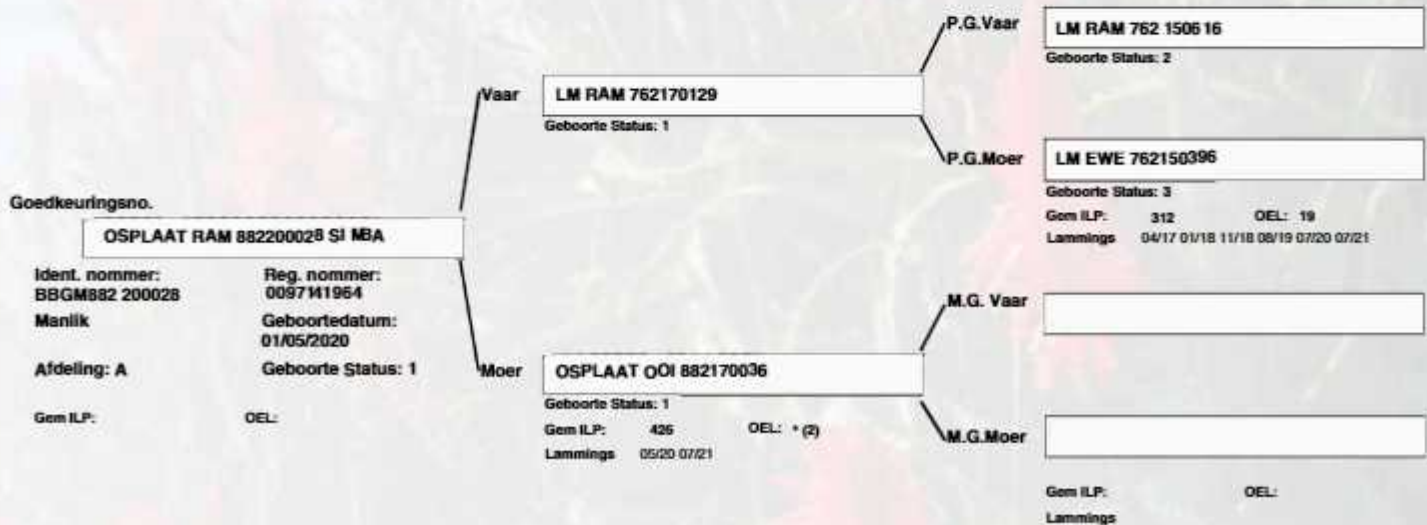 Goedkeuringsno.
OSPLAAT RAM 882200028 SI MBA
Ident. nommer:
BBGM882 200028
Reg. nommer:
0097141964
Manlik
Geboortedatum:
01/05/2020
Afdeling: A
Geboorte Status: 1
Gem ILP:
OEL:
Vaar
LM RAM 762170129
Geboorte Status: 1
Moer
OSPLAAT OOI 882170036
Geboorte Status: 1
Gem ILP: 426 OEL: * (2)
Lammings 05/20 07/21
P.G.Vaar
LM RAM 762 150616
Geboorte Status: 2
P.G.Moer
LM EWE 762150396
Geboorte Status: 3
Gem ILP: 312 OEL: 19
Lammings 04/17 01/18 11/18 08/19 07/20 07/21
M.G. Vaar
M.G.Moer
Gem ILP: OEL:
Lammings